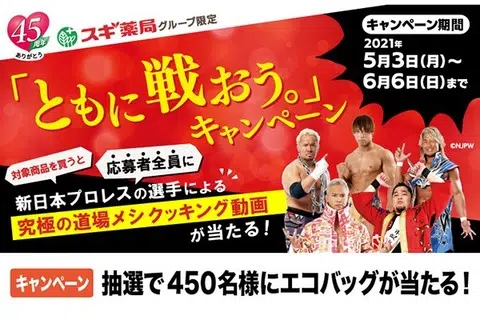 45周年
ありがとう
スギ薬局グループ限定
キャンペーン期間
2021年
5月3日(月)～
6月6日(日)まで
「ともに戦おう。」
キャンペーン
©NJPW
対象商品を買うと
応募者全員に
新日本プロレスの選手による
究極の道場メシクッキング動画
が当たる！
キャンペーン
抽選で450名様にエコバッグが当たる！